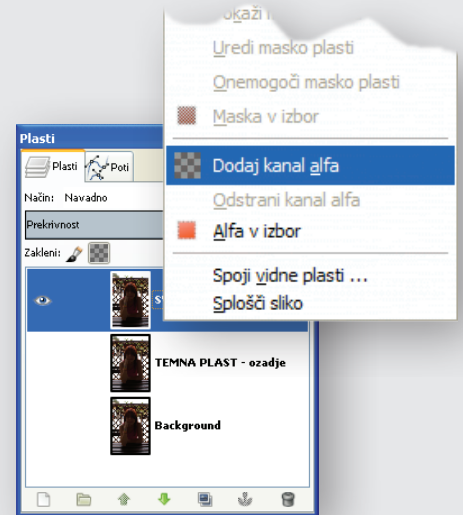 Uredi masko plasti
Onemogoči masko plasti
Maska v izbor
Dodaj kanal alfa
Odstrani kanal alfa
Alfa v izbor
Spoji vidne plasti ...
Splošči sliko
Plasti
Plasti Poti
Način: Navadno
Prekrivnost
Zakleni:
TEMNA PLAST - ozadje
Background